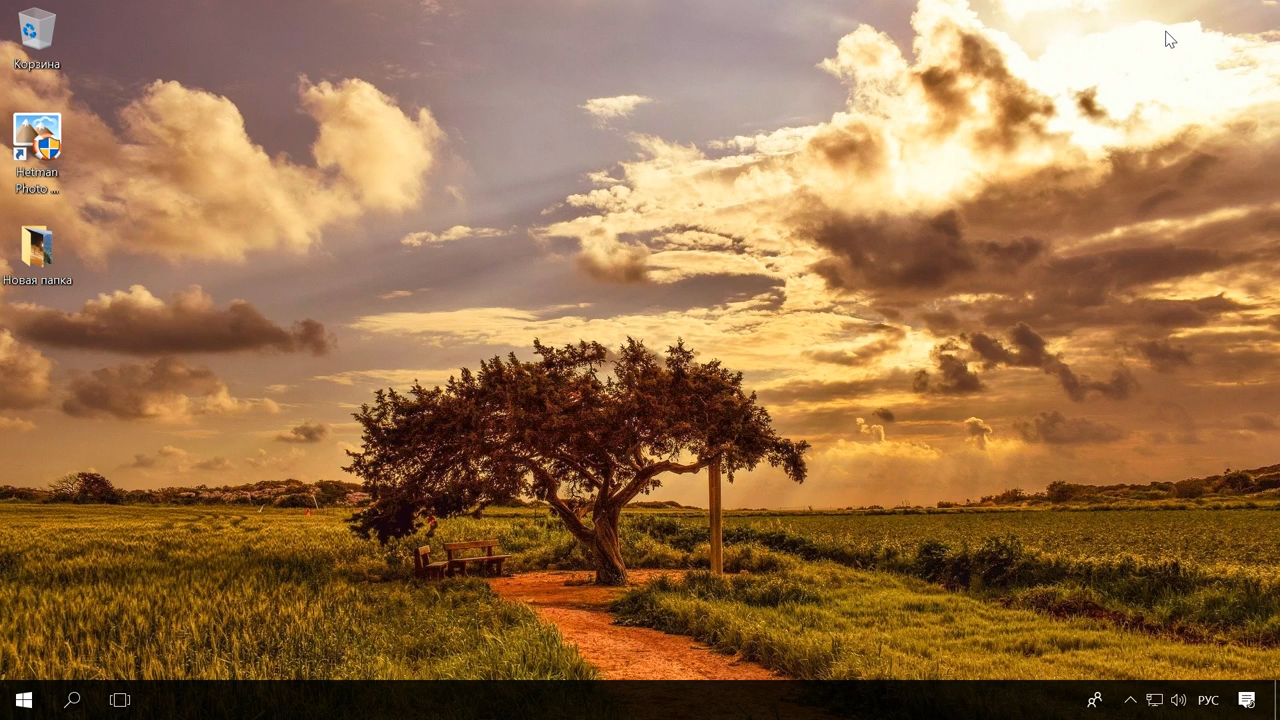 Корзина
Hetman
Photo ...
Новая папка
РУС